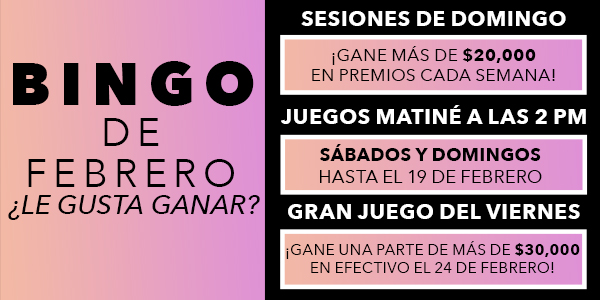 BINGO
DE
FEBRERO
¿LE GUSTA GANAR?
SESIONES DE DOMINGO
¡GANE MÁS DE $20,000
EN PREMIOS CADA SEMANA!
JUEGOS MATINÉ A LAS 2 PM
SÁBADOS Y DOMINGOS
HASTA EL 19 DE FEBRERO
GRAN JUEGO DEL VIERNES
¡GANE UNA PARTE DE MÁS DE $30,000
EN EFECTIVO EL 24 DE FEBRERO!